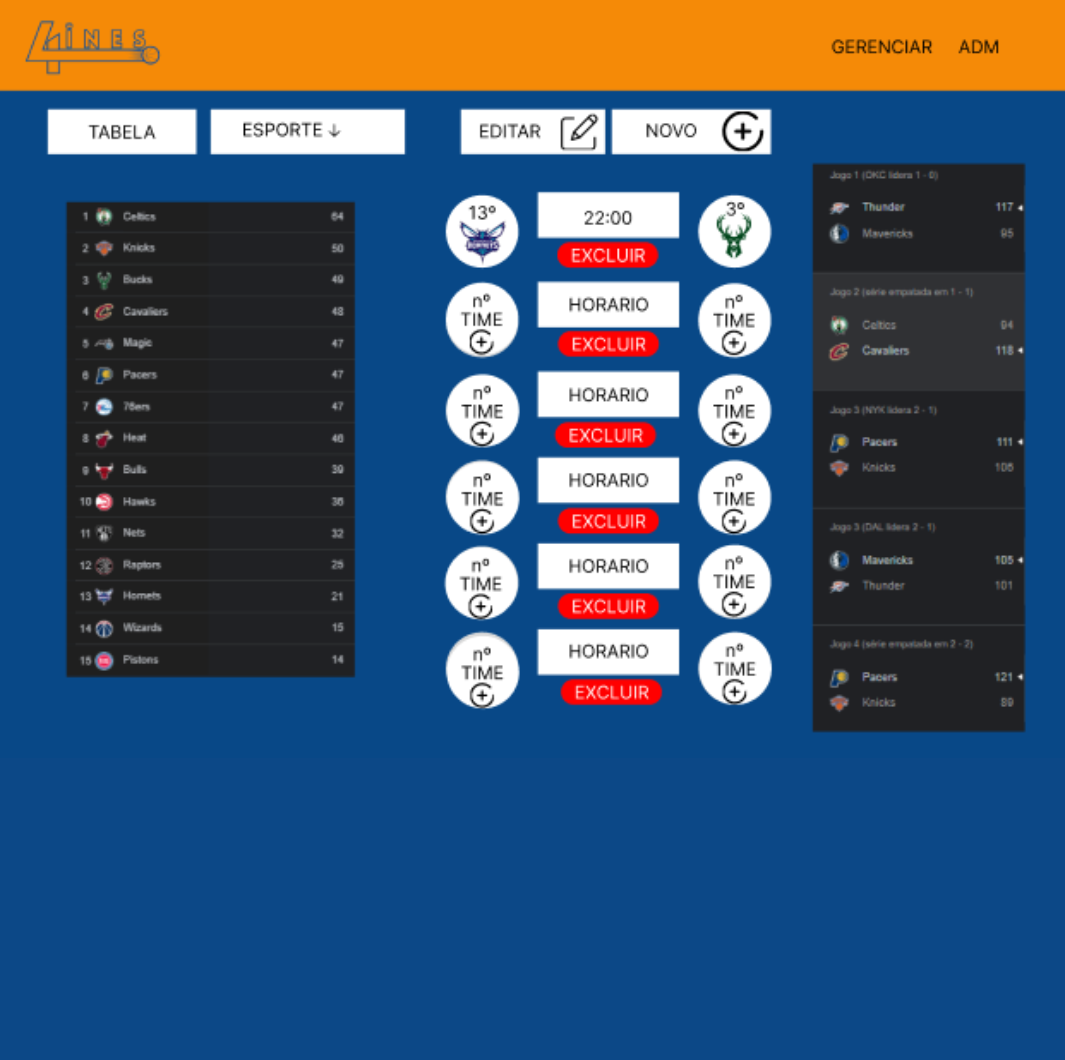 4LINES
GERENCIAR ADM
TABELA
ESPORTE ↓
EDITAR
NOVO
1 Celtics 64
2 Knicks 50
3 Bucks 49
4 Cavaliers 48
5 Magic 47
6 Pacers 47
7 76ers 47
8 Heat 46
9 Bulls 39
10 Hawks 36
11 Nets 32
12 Raptors 25
13 Hornets 21
14 Wizards 15
15 Pistons 14
13º
HORNETS
22:00
3º
EXCLUIR
nº
TIME
HORARIO
nº
TIME
EXCLUIR
nº
TIME
HORARIO
nº
TIME
EXCLUIR
nº
TIME
HORARIO
nº
TIME
EXCLUIR
nº
TIME
HORARIO
nº
TIME
EXCLUIR
nº
TIME
HORARIO
nº
TIME
EXCLUIR
Jogo 1 (OKC lidera 1 - 0)
Thunder 117
Mavericks 95
Jogo 2 (série empatada em 1 - 1)
Celtics 94
Cavaliers 118
Jogo 3 (NYK lidera 2 - 1)
Pacers 111
Knicks 106
Jogo 3 (DAL lidera 2 - 1)
Mavericks 105
Thunder 101
Jogo 4 (série empatada em 2 - 2)
Pacers 121
Knicks 89